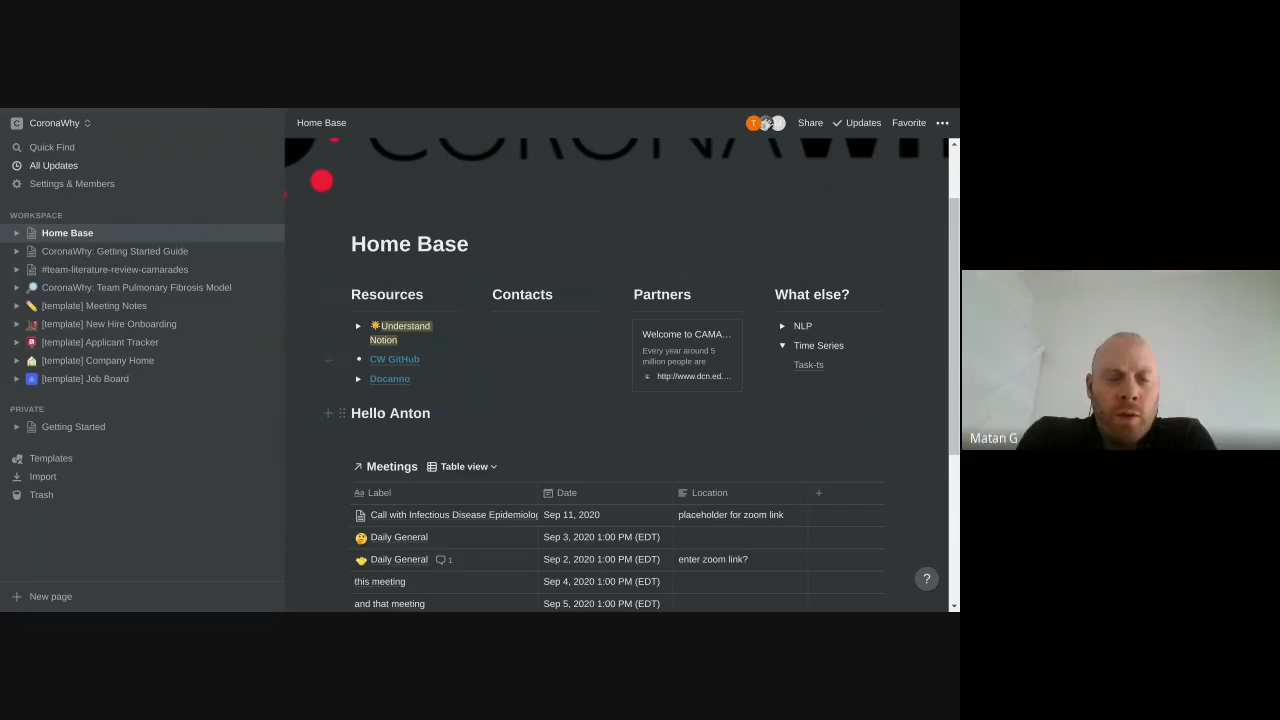 C CoronaWhy
Quick Find
All Updates
Settings & Members
WORKSPACE
Home Base
CoronaWhy: Getting Started Guide
#team-literature-review-camarades
CoronaWhy: Team Pulmonary Fibrosis Model
[template] Meeting Notes
[template] New Hire Onboarding
[template] Applicant Tracker
[template] Company Home
[template] Job Board
PRIVATE
Getting Started
Templates
Import
Trash
New page
Home Base
T
Share
Updates
Favorite
•••
CORONAWH
Home Base
Resources
Understand
Notion
CW GitHub
Docanno
Contacts
Partners
Welcome to CAMA...
Every year around 5
million people are
http://www.dcn.ed....
What else?
NLP
Time Series
Task-ts
Hello Anton
Meetings Table view
Aa Label Date Location +
Call with Infectious Disease Epidemiolog Sep 11, 2020 placeholder for zoom link
Daily General Sep 3, 2020 1:00 PM (EDT)
Daily General 1 Sep 2, 2020 1:00 PM (EDT) enter zoom link?
this meeting Sep 4, 2020 1:00 PM (EDT)
and that meeting Sep 5, 2020 1:00 PM (EDT)
?
Matan G